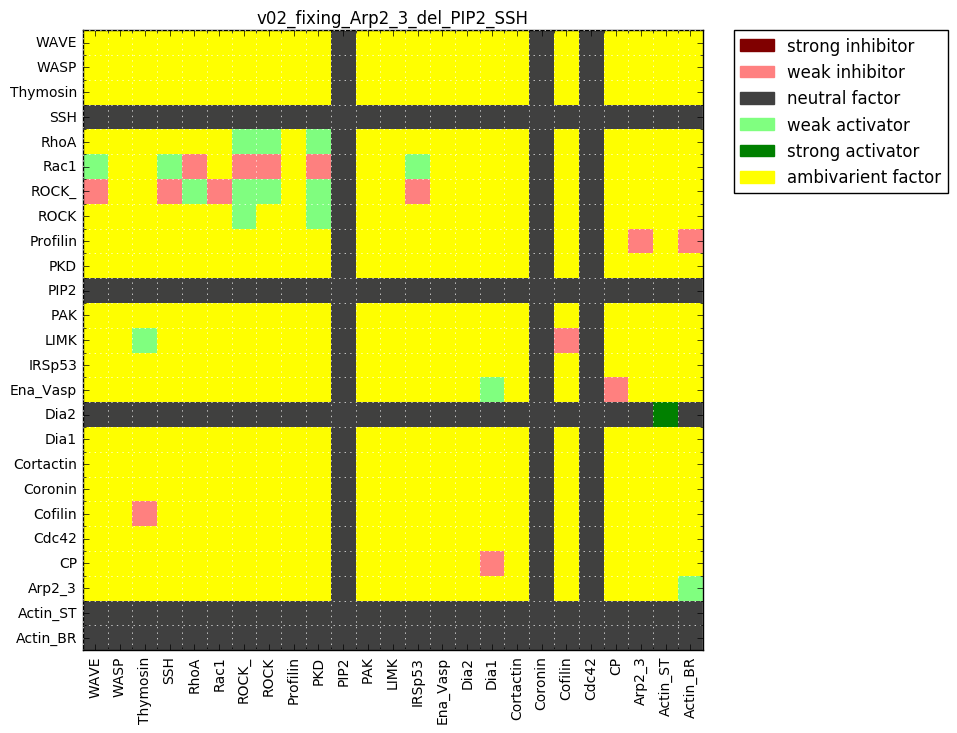 v02_fixing_Arp2_3_del_PIP2_SSH
WAVE
WASP
Thymosin
SSH
RhoA
Rac1
ROCK_
ROCK
Profilin
PKD
PIP2
PAK
LIMK
IRSp53
Ena_Vasp
Dia2
Dia1
Cortactin
Coronin
Cofilin
Cdc42
CP
Arp2_3
Actin_ST
Actin_BR
WAVE
WASP
Thymosin
SSH
RhoA
Rac1
ROCK_
ROCK
Profilin
PKD
PIP2
PAK
LIMK
IRSp53
Ena_Vasp
Dia2
Dia1
Cortactin
Coronin
Cofilin
Cdc42
CP
Arp2_3
Actin_ST
Actin_BR
strong inhibitor
weak inhibitor
neutral factor
weak activator
strong activator
ambivarient factor